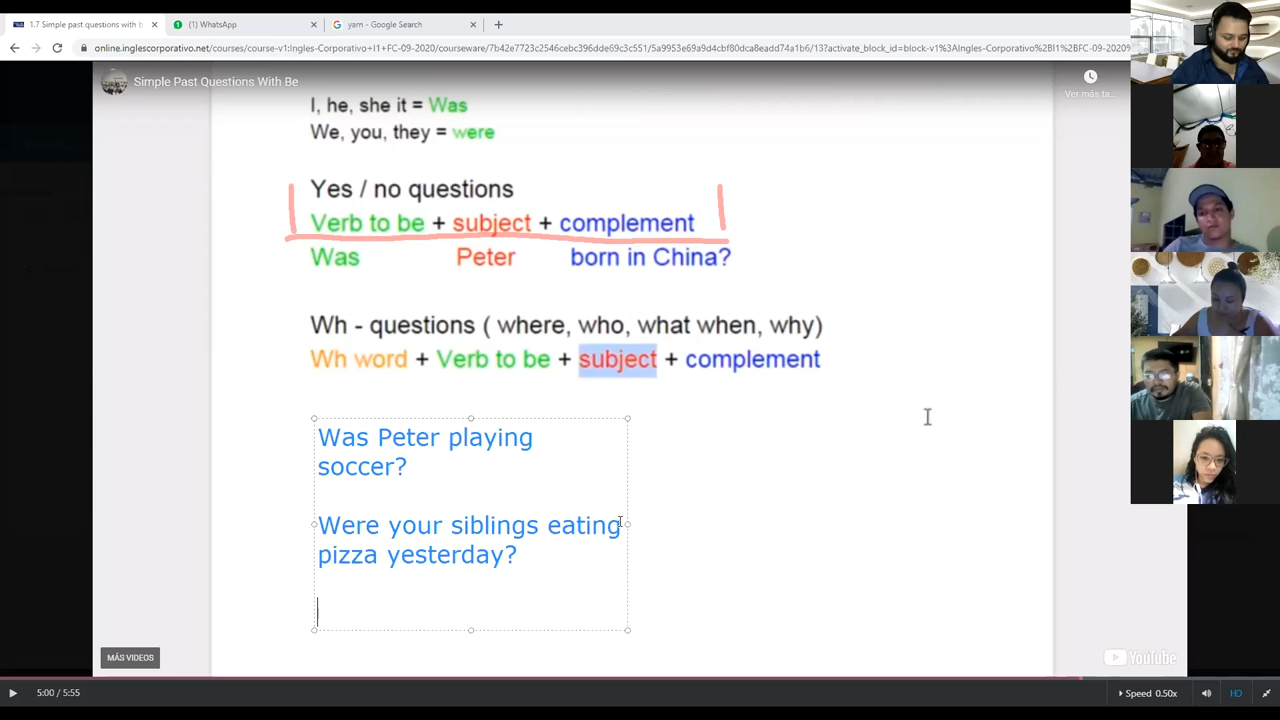 1.7 Simple past questions with b
(1) WhatsApp
yarn - Google Search
online.inglescorporativo.net/courses/course-v1:Ingles-Corporativo+I1+FC-09-2020/courseware/7b42e7723c2546cebc396dde69c3c551/5a9953e69a9d4cbf80dca8eadd74a1b6/13?activate_block_id=block-v1%3AIngles-Corporativo%2BI1%2BFC-09-2020%
Simple Past Questions With Be
Ver más ta...
I, he, she it = Was
We, you, they = were
Yes / no questions
Verb to be + subject + complement
Was Peter born in China?
Wh - questions ( where, who, what when, why)
Wh word + Verb to be + subject + complement
Was Peter playing
soccer?
Were your siblings eating
pizza yesterday?
MÁS VIDEOS
YouTube
5:00 / 5:55
Speed 0.50x
HD